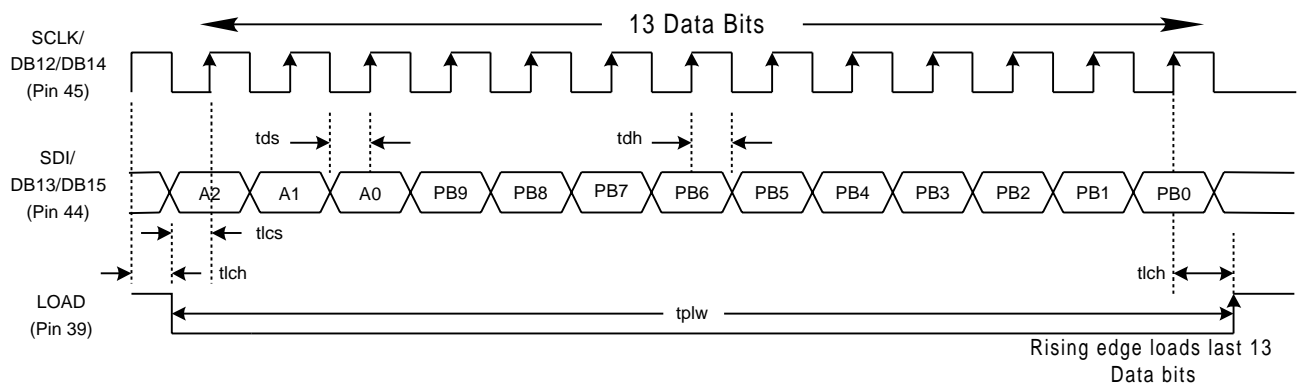 13 Data Bits
SCLK/
DB12/DB14
(Pin 45)
tds
tdh
SDI/
DB13/DB15
(Pin 44)
A2 A1 A0 PB9 PB8 PB7 PB6 PB5 PB4 PB3 PB2 PB1 PB0
tlcs
tlch
tlch
LOAD
(Pin 39)
tplw
Rising edge loads last 13
Data bits